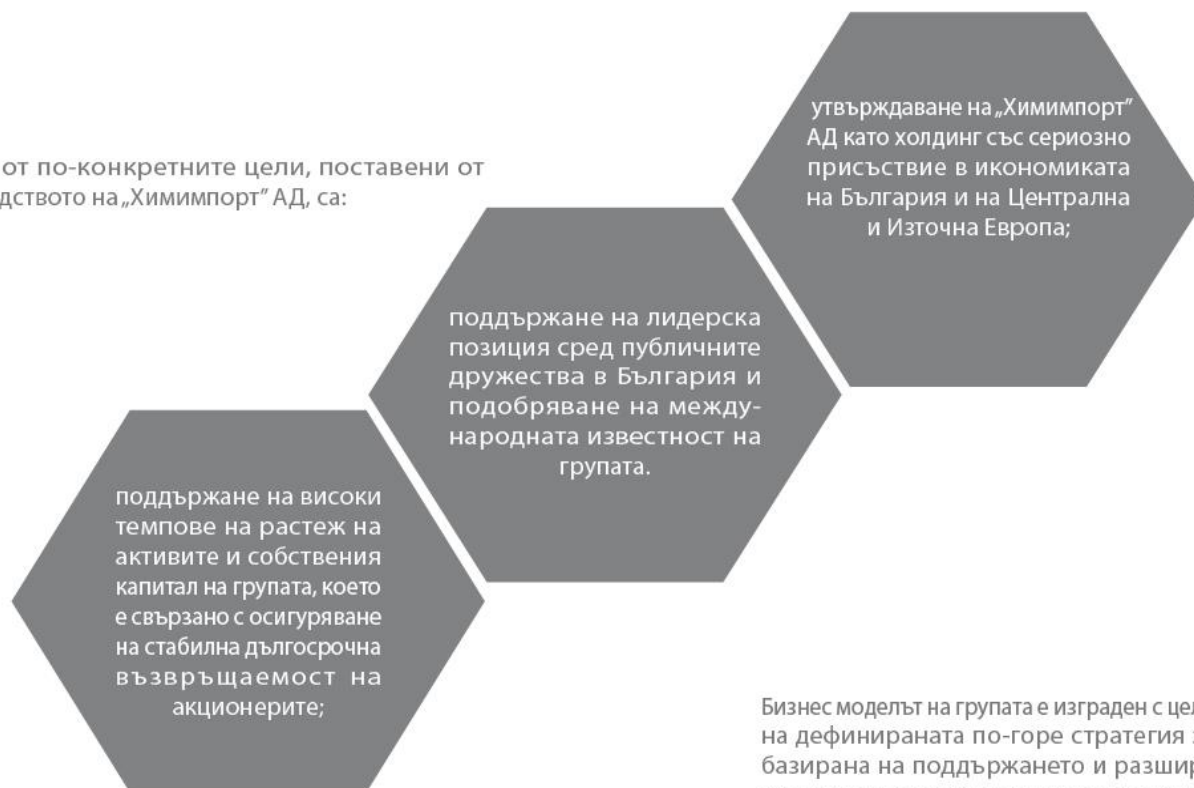 от по-конкретните цели, поставени от
дството на „Химимпорт” АД, са:
утвърждаване на „Химимпорт”
АД като холдинг със сериозно
присъствие в икономиката
на България и на Централна
и Източна Европа;
поддържане на лидерска
позиция сред публичните
дружества в България и
подобряване на между-
народната известност на
групата.
поддържане на високи
темпове на растеж на
активите и собствения
капитал на групата, което
е свързано с осигуряване
на стабилна дългосрочна
възвръщаемост на
акционерите;
Бизнес моделът на групата е изграден с цел
на дефинираната по-горе стратегия
базирана на поддържането и разшир